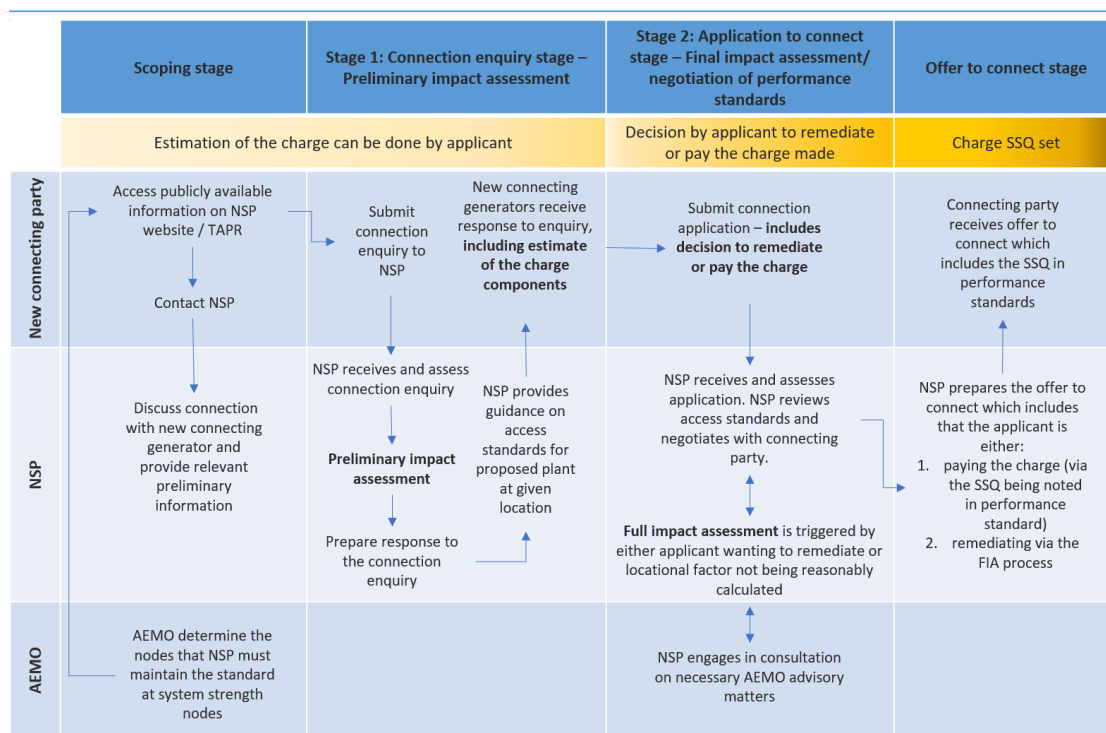 Scoping stage
Stage 1: Connection enquiry stage –
Preliminary impact assessment
Stage 2: Application to connect
stage – Final impact assessment/
negotiation of performance
standards
Offer to connect stage
Estimation of the charge can be done by applicant
Decision by applicant to remediate
or pay the charge made
Charge SSQ set
New connecting party
Access publicly available
information on NSP
website / TAPR
Contact NSP
Submit
connection
enquiry to
NSP
New connecting
generators receive
response to enquiry,
including estimate
of the charge
components
Submit connection
application – includes
decision to remediate
or pay the charge
Connecting party
receives offer to
connect which
includes the SSQ in
performance
standards
NSP
Discuss connection
with new connecting
generator and
provide relevant
preliminary
information
NSP receives and assess
connection enquiry
Preliminary impact
assessment
Prepare response to
the connection
enquiry
NSP provides
guidance on
access
standards for
proposed plant
at given
location
NSP receives and assesses
application. NSP reviews
access standards and
negotiates with connecting
party.
Full impact assessment is triggered by
either applicant wanting to remediate or
locational factor not being reasonably
calculated
NSP prepares the offer to
connect which includes
that the applicant is
either:
1. paying the charge (via
the SSQ being noted
in performance
standard)
2. remediating via the
FIA process
AEMO
AEMO determine the
nodes that NSP must
maintain the standard
at system strength
nodes
NSP engages in consultation
on necessary AEMO advisory
matters